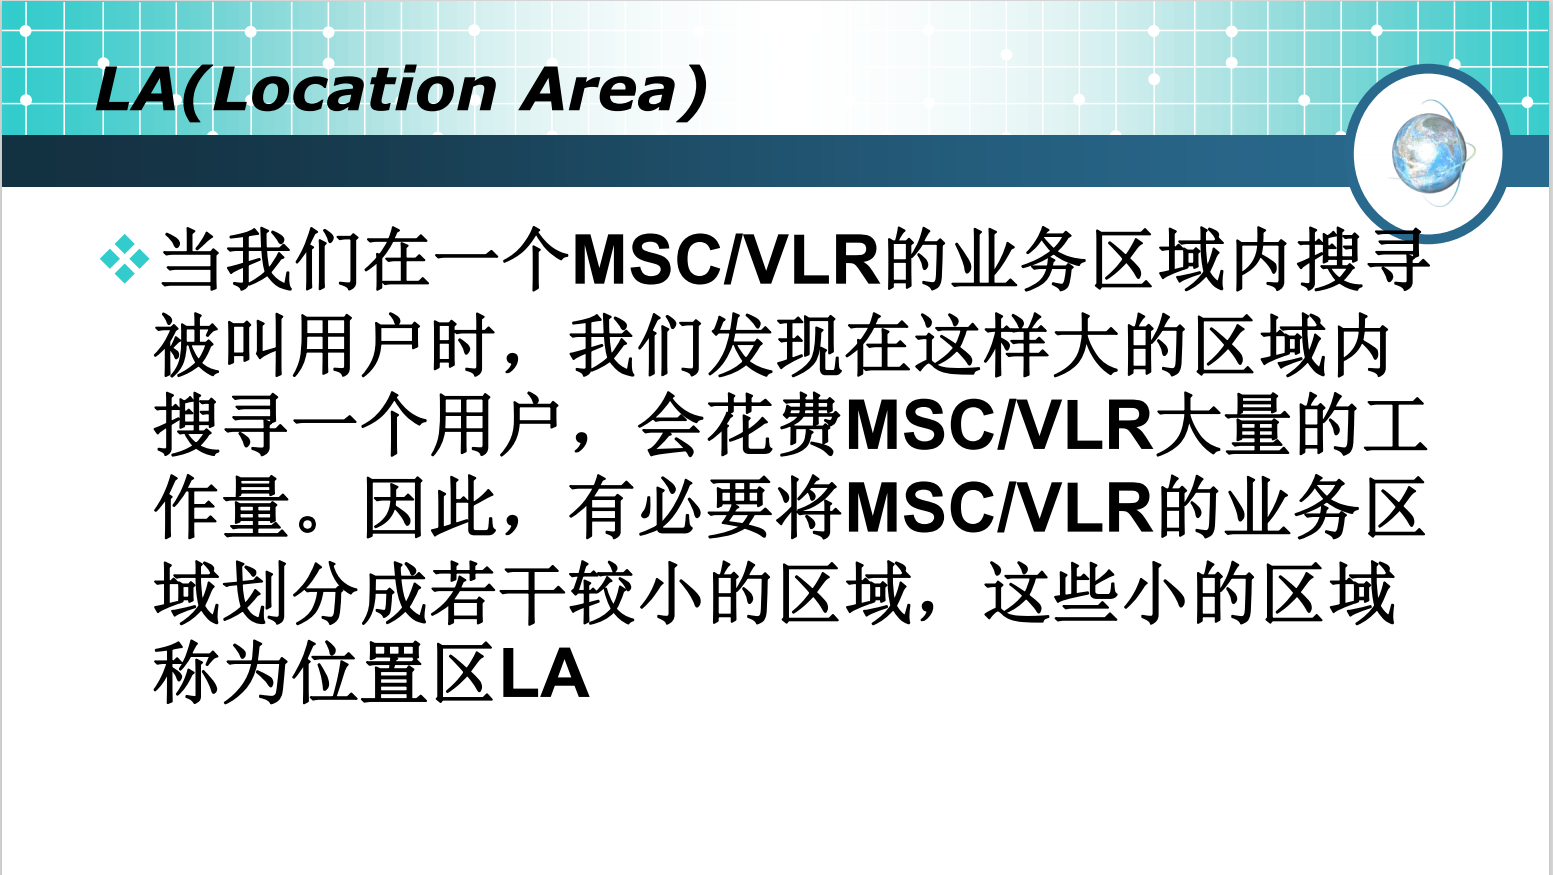 LA(Location Area)
当我们在一个MSC/VLR的业务区域内搜寻
被叫用户时，我们发现在这样大的区域内
搜寻一个用户，会花费MSC/VLR大量的工
作量。因此，有必要将MSC/VLR的业务区
域划分成若干较小的区域，这些小的区域
称为位置区LA